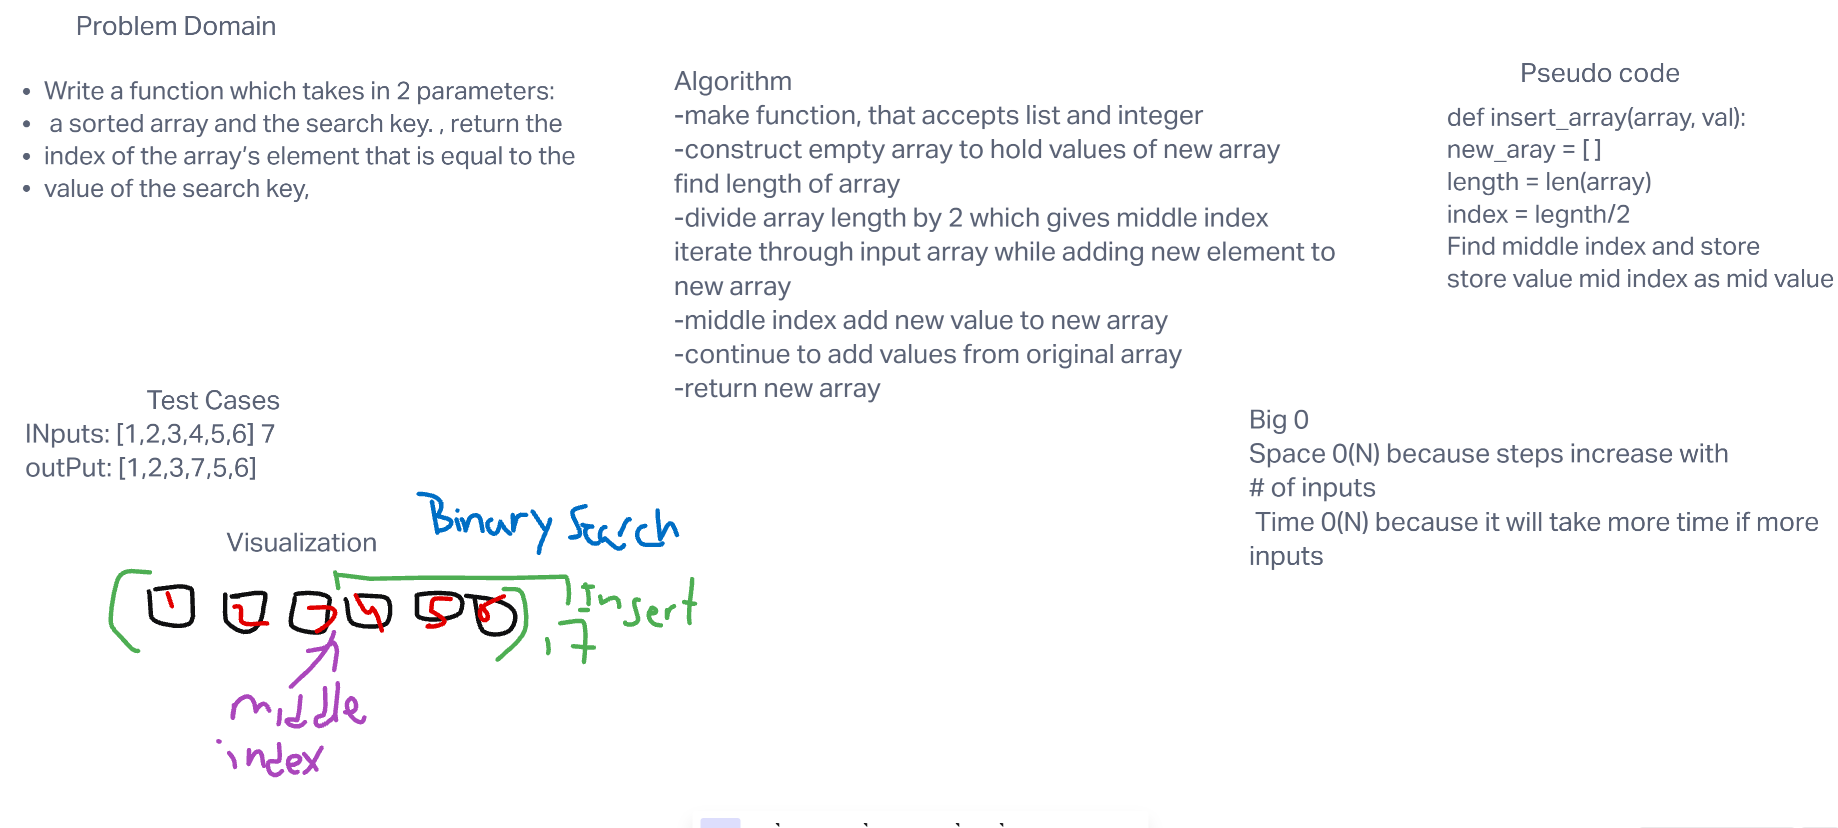 Problem Domain
• Write a function which takes in 2 parameters:
• a sorted array and the search key. , return the
• index of the array’s element that is equal to the
• value of the search key,
Algorithm
-make function, that accepts list and integer
-construct empty array to hold values of new array
find length of array
-divide array length by 2 which gives middle index
iterate through input array while adding new element to
new array
-middle index add new value to new array
-continue to add values from original array
-return new array
Pseudo code
def insert_array(array, val):
new_aray = [ ]
length = len(array)
index = legnth/2
Find middle index and store
store value mid index as mid value
Test Cases
INputs: [1,2,3,4,5,6] 7
outPut: [1,2,3,7,5,6]
Big 0
Space 0(N) because steps increase with
# of inputs
Time 0(N) because it will take more time if more
inputs
Binary Search
Visualization
( 1 2 3 4 5 6 ) , 7
Insert
middle
index